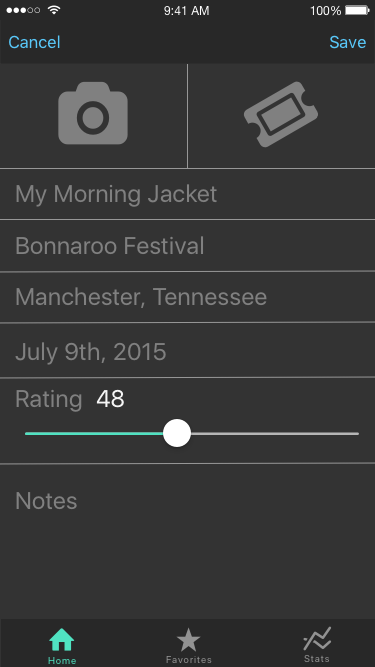 9:41 AM 100%
Cancel Save
My Morning Jacket
Bonnaroo Festival
Manchester, Tennessee
July 9th, 2015
Rating 48
Notes
Home Favorites Stats